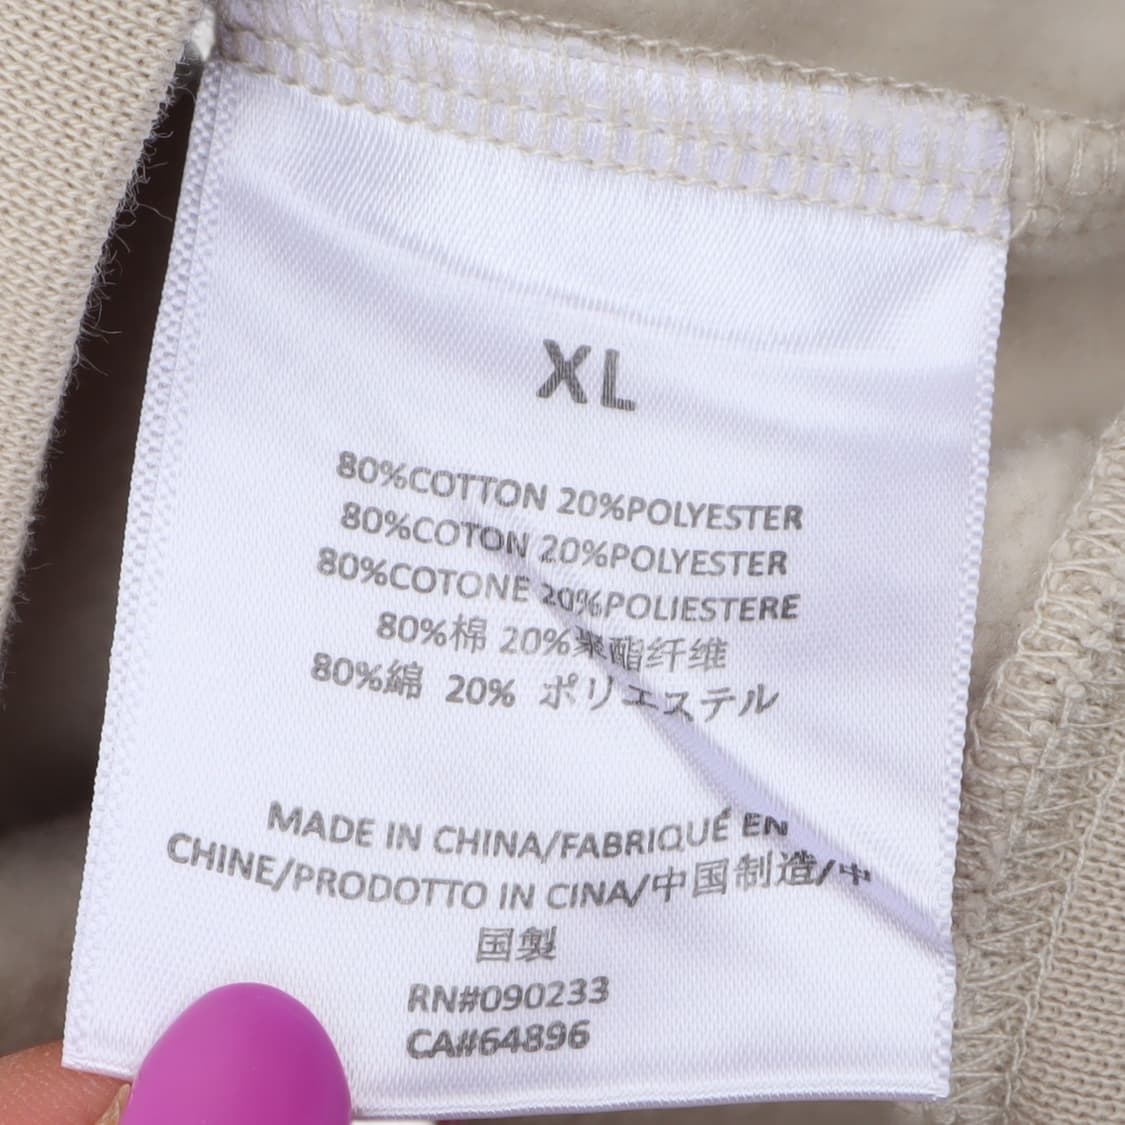 XL
80%COTTON 20%POLYESTER
80%COTON 20%POLYESTER
80%COTONE 20%POLIESTERE
80%棉 20%聚酯纤维
80%綿 20% ポリエステル
MADE IN CHINA/FABRIQUÉ EN
CHINE/PRODOTTO IN CINA/中国制造/中
国製
RN#090233
CA#64896